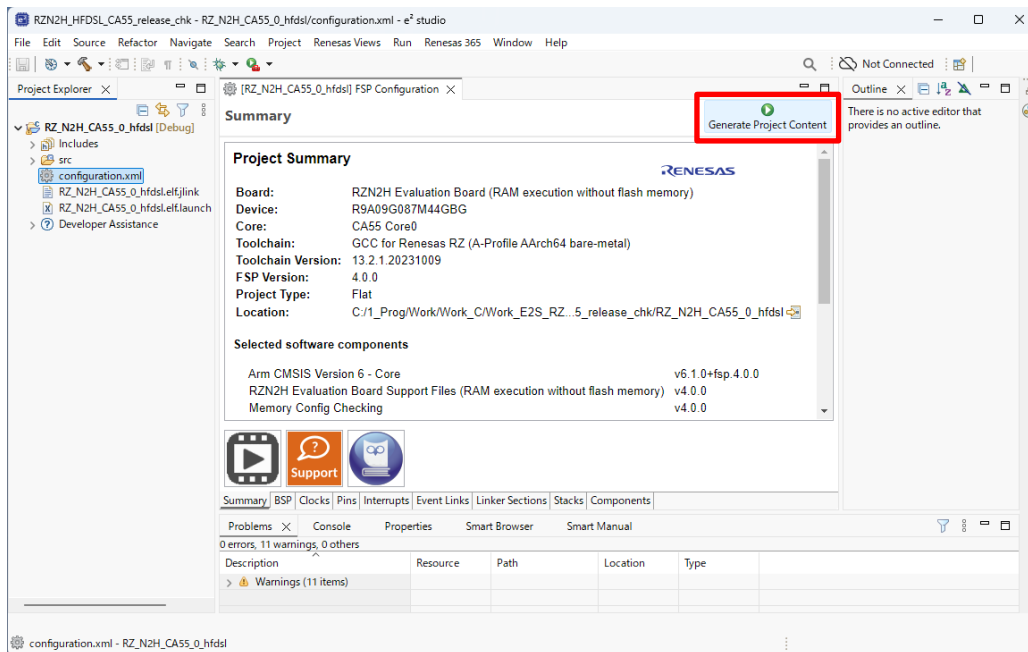 RZN2H_HFDSL_CA55_release_chk - RZ_N2H_CA55_0_hfdsl/configuration.xml - e² studio
File Edit Source Refactor Navigate Search Project Renesas Views Run Renesas 365 Window Help
Not Connected
Project Explorer
RZ_N2H_CA55_0_hfdsl [Debug]
Includes
src
configuration.xml
RZ_N2H_CA55_0_hfdsl.elf.jlink
RZ_N2H_CA55_0_hfdsl.elf.launch
Developer Assistance
[RZ_N2H_CA55_0_hfdsl] FSP Configuration
Summary
Generate Project Content
Project Summary
RENESAS
Board: RZN2H Evaluation Board (RAM execution without flash memory)
Device: R9A09G087M44GBG
Core: CA55 Core0
Toolchain: GCC for Renesas RZ (A-Profile AArch64 bare-metal)
Toolchain Version: 13.2.1.20231009
FSP Version: 4.0.0
Project Type: Flat
Location: C:/1_Prog/Work/Work_C/Work_E2S_RZ...5_release_chk/RZ_N2H_CA55_0_hfdsl
Selected software components
Arm CMSIS Version 6 - Core v6.1.0+fsp.4.0.0
RZN2H Evaluation Board Support Files (RAM execution without flash memory) v4.0.0
Memory Config Checking v4.0.0
Support
Summary BSP Clocks Pins Interrupts Event Links Linker Sections Stacks Components
Outline
There is no active editor that
provides an outline.
Problems Console Properties Smart Browser Smart Manual
0 errors, 11 warnings, 0 others
Description Resource Path Location Type
Warnings (11 items)
configuration.xml - RZ_N2H_CA55_0_hfdsl